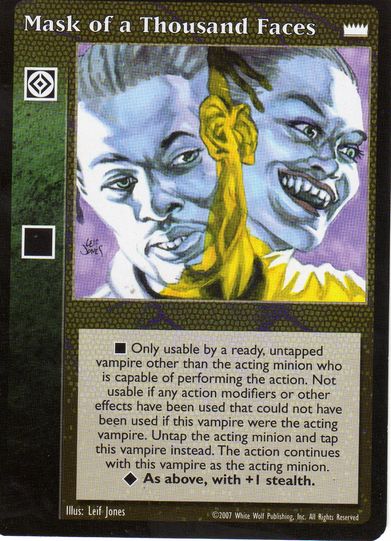 Mask of a Thousand Faces
LEIF
JONES
Only usable by a ready, untapped
vampire other than the acting minion who
is capable of performing the action. Not
usable if any action modifiers or other
effects have been used that could not have
been used if this vampire were the acting
vampire. Untap the acting minion and tap
this vampire instead. The action continues
with this vampire as the acting minion.
As above, with +1 stealth.
Illus: Leif Jones
©2007 White Wolf Publishing, Inc. All Rights Reserved